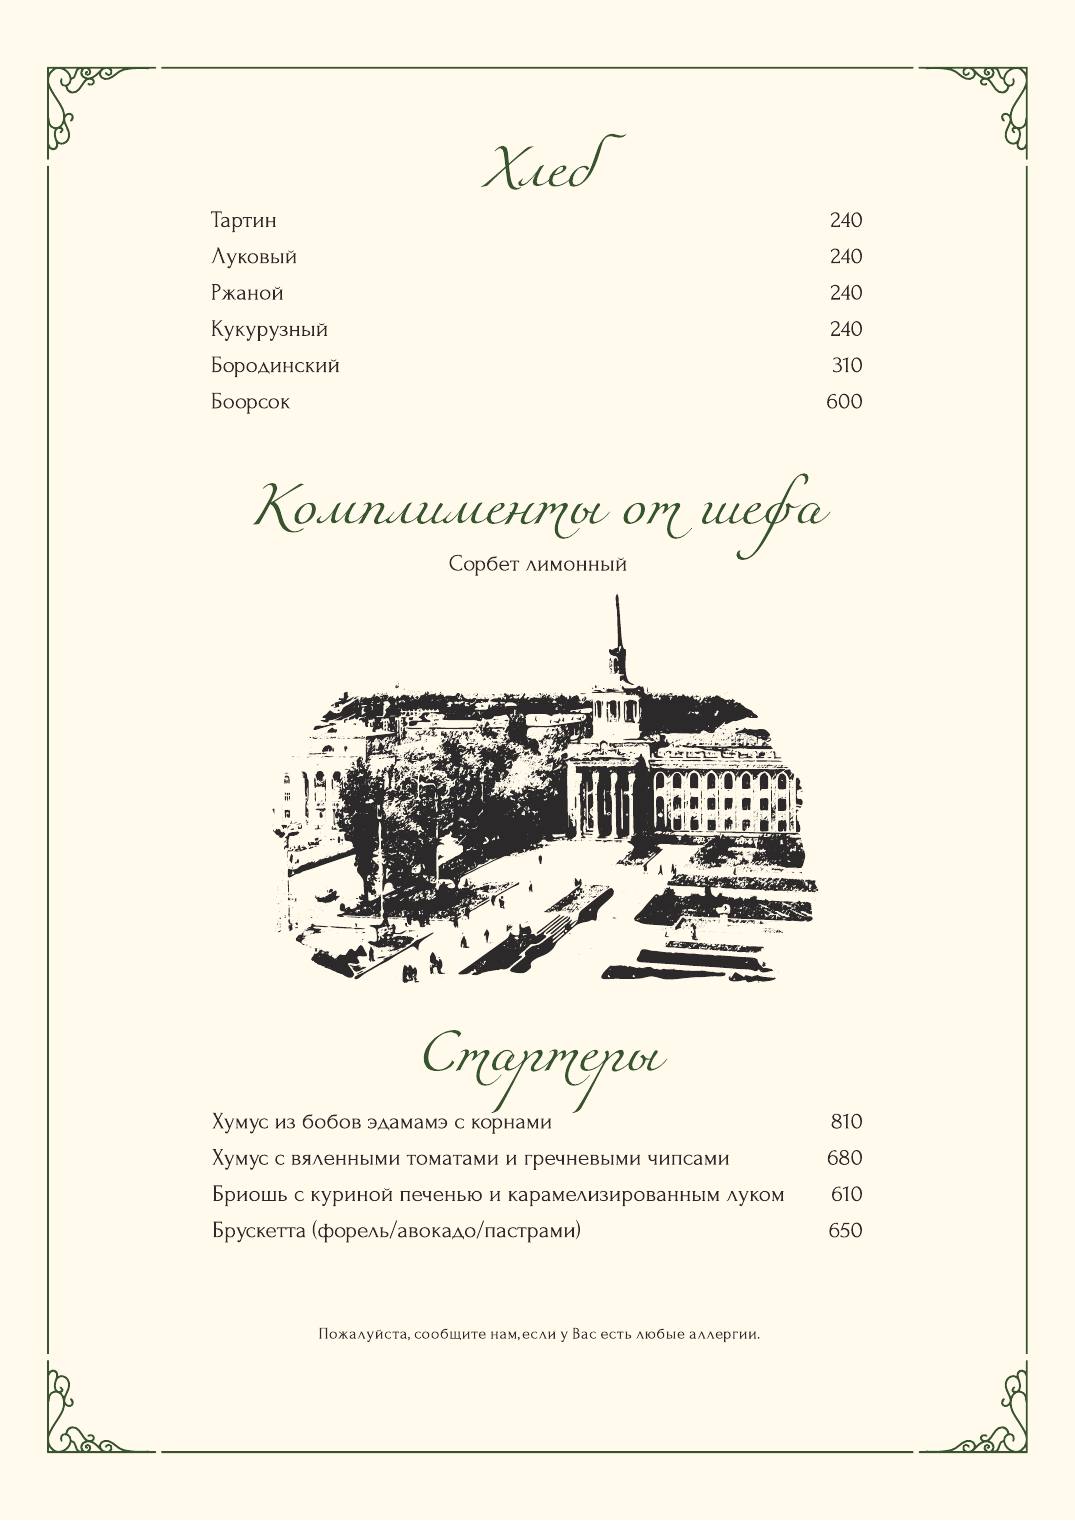 Хлеб
Тартин 240
Луковый 240
Ржаной 240
Кукурузный 240
Бородинский 310
Боорсок 600
Комплименты от шефа
Сорбет лимонный
Стартеры
Хумус из бобов эдамамэ с корнами 810
Хумус с вяленными томатами и гречневыми чипсами 680
Бриошь с куриной печенью и карамелизированным луком 610
Брускетта (форель/авокадо/пастрами) 650
Пожалуйста, сообщите нам,если у Вас есть любые аллергии.